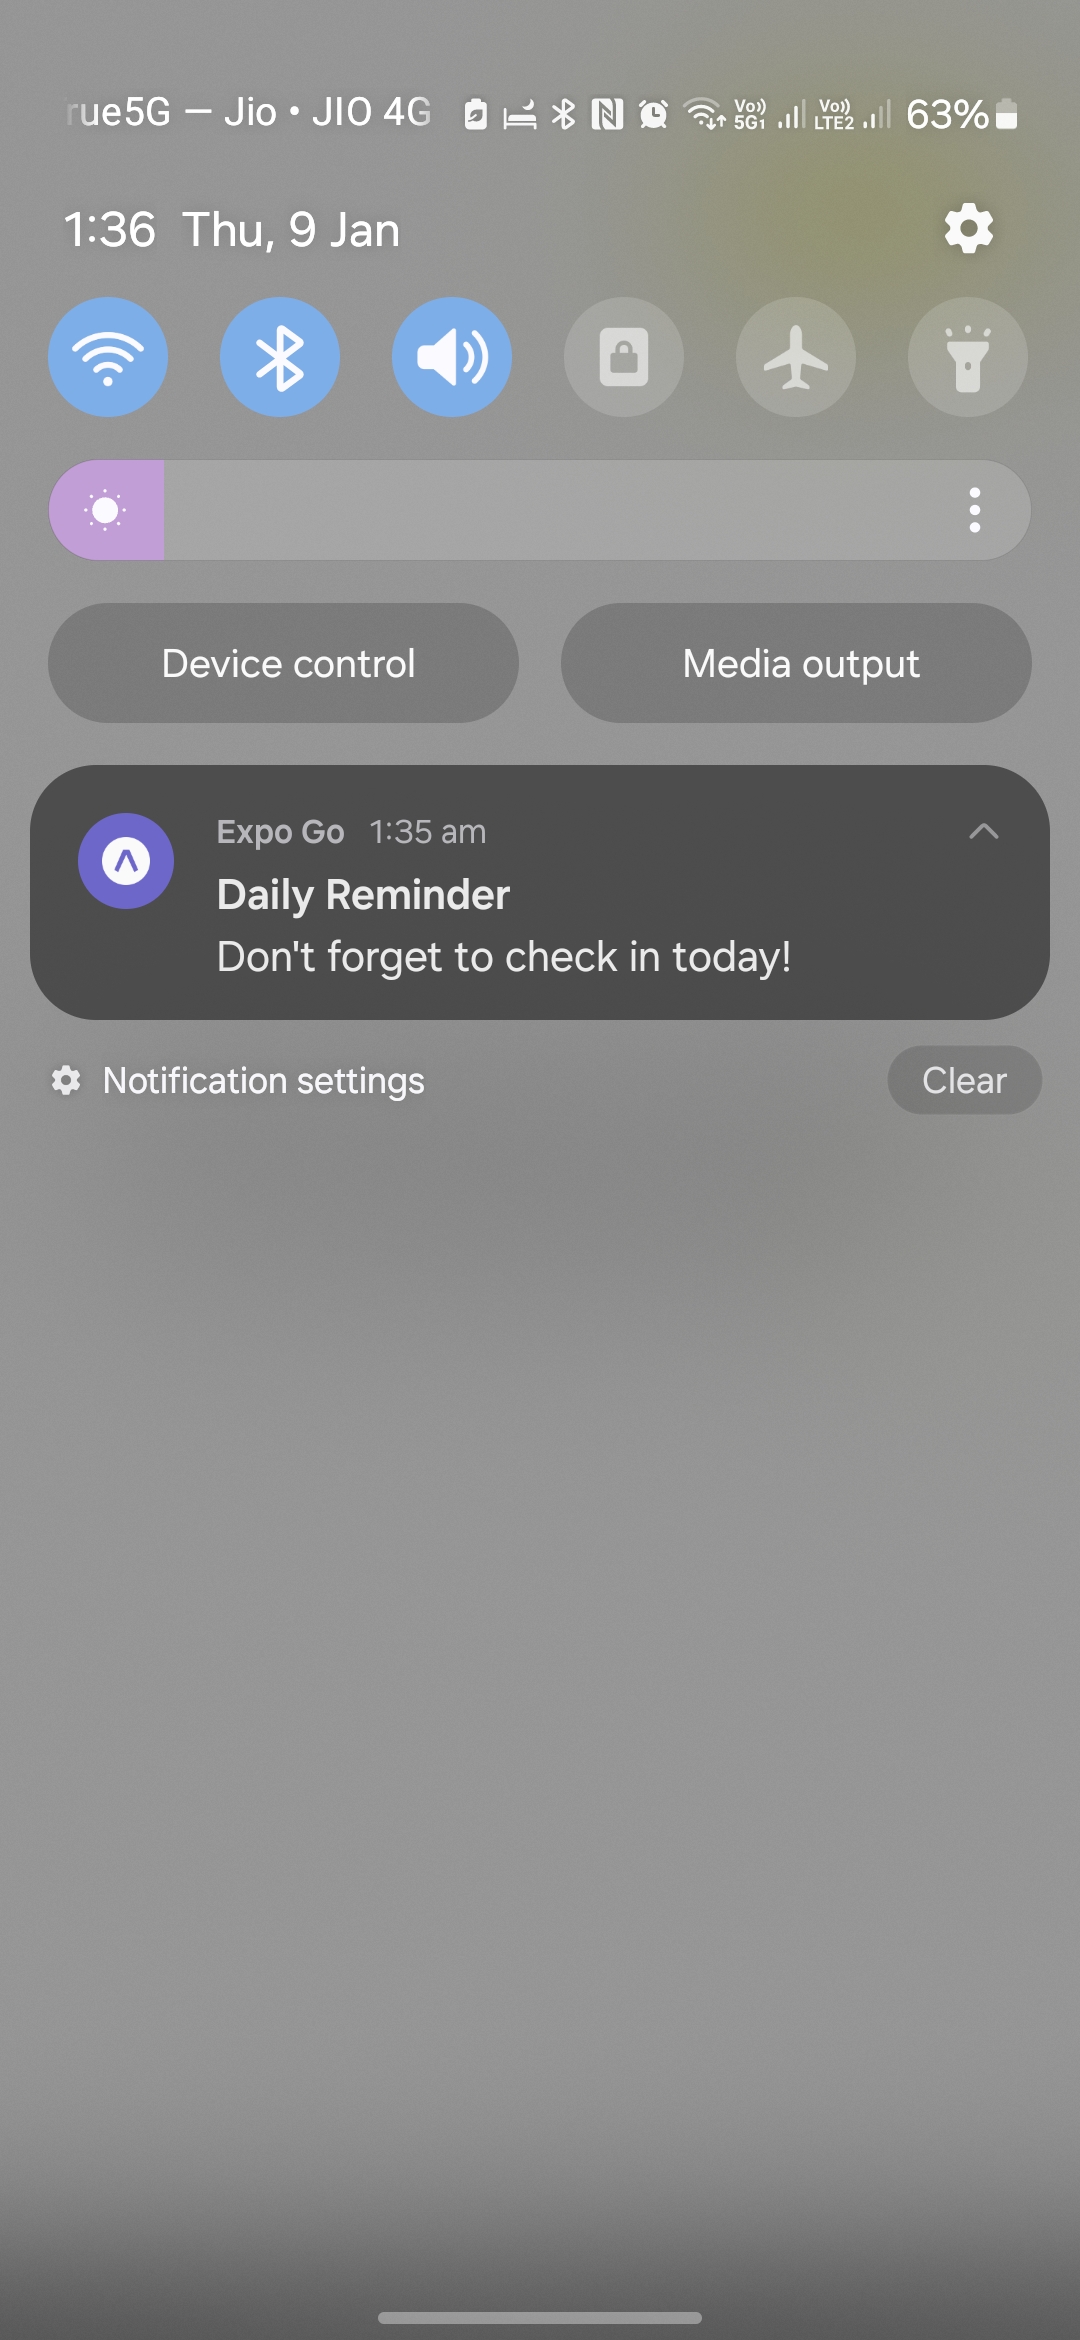 rue5G — Jio • JIO 4G Vo)) 5G1 Vo)) LTE2 63%
1:36 Thu, 9 Jan
Device control Media output
Expo Go 1:35 am
Daily Reminder
Don't forget to check in today!
Notification settings Clear